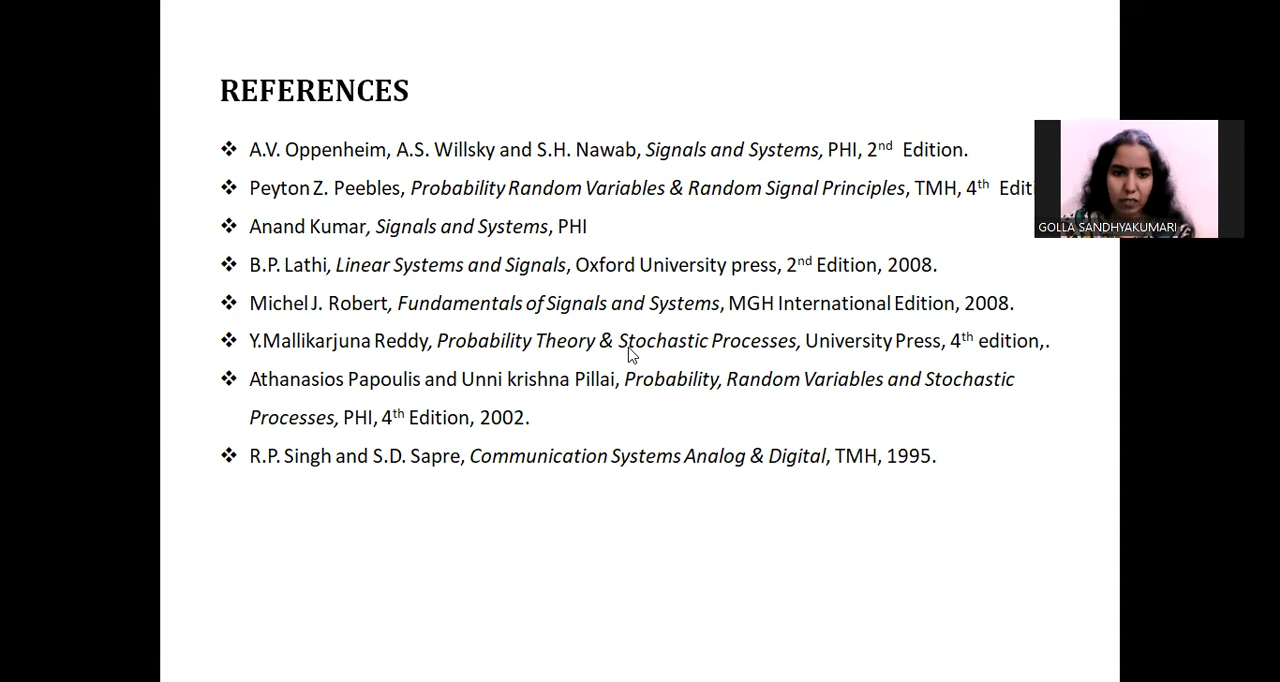 REFERENCES
❖ A.V. Oppenheim, A.S. Willsky and S.H. Nawab, Signals and Systems, PHI, 2nd Edition.
❖ Peyton Z. Peebles, Probability Random Variables & Random Signal Principles, TMH, 4th Edit
❖ Anand Kumar, Signals and Systems, PHI
GOLLA SANDHYAKUMARI
❖ B.P. Lathi, Linear Systems and Signals, Oxford University press, 2nd Edition, 2008.
❖ Michel J. Robert, Fundamentals of Signals and Systems, MGH International Edition, 2008.
❖ Y.Mallikarjuna Reddy, Probability Theory & Stochastic Processes, University Press, 4th edition,.
❖ Athanasios Papoulis and Unni krishna Pillai, Probability, Random Variables and Stochastic
Processes, PHI, 4th Edition, 2002.
❖ R.P. Singh and S.D. Sapre, Communication Systems Analog & Digital, TMH, 1995.